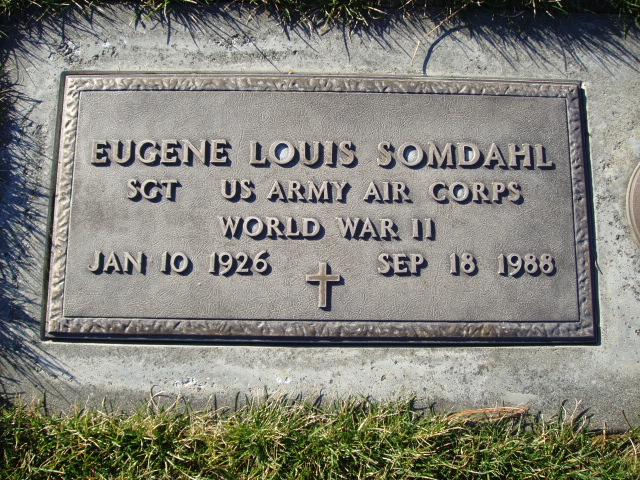 EUGENE LOUIS SOMDAHL
SGT US ARMY AIR CORPS
WORLD WAR II
JAN 10 1926 SEP 18 1988